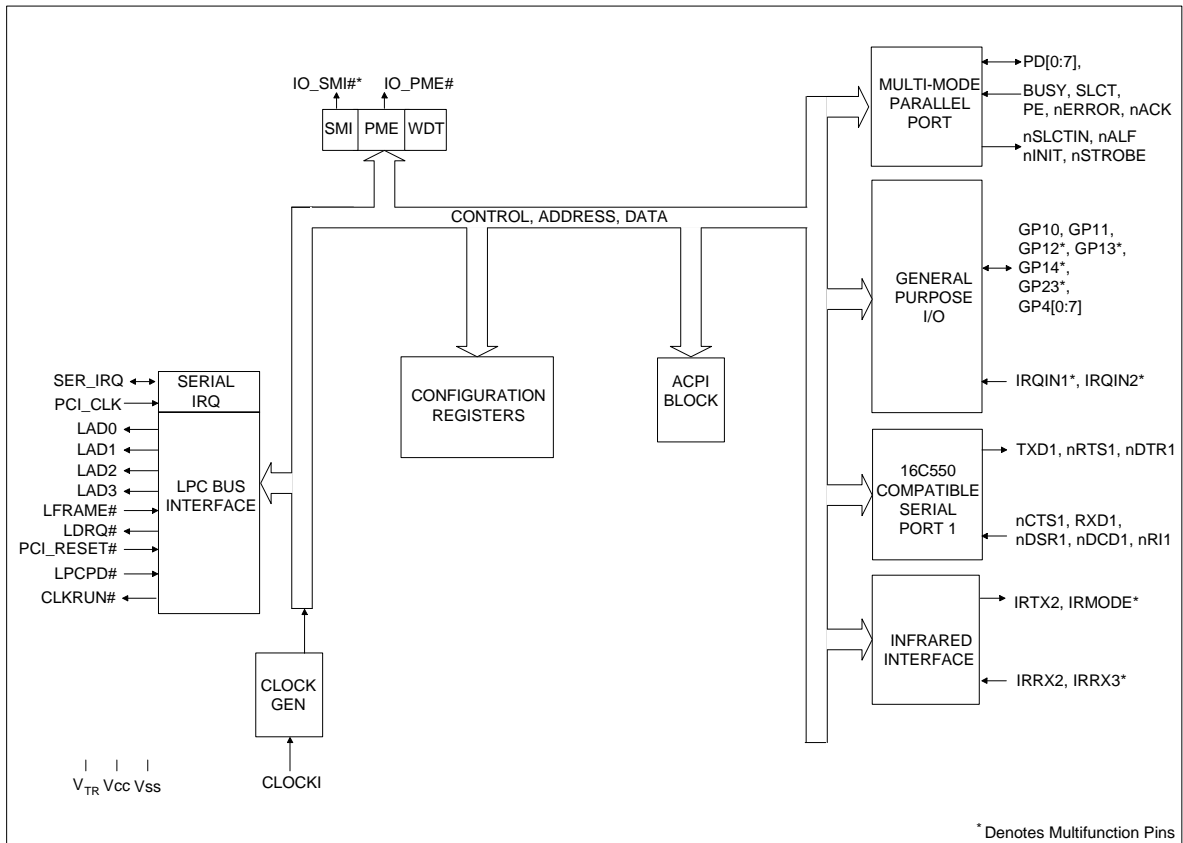 IO_SMI#*
IO_PME#
SMI
PME
WDT
CONTROL, ADDRESS, DATA
MULTI-MODE
PARALLEL
PORT
PD[0:7],
BUSY, SLCT,
PE, nERROR, nACK
nSLCTIN, nALF
nINIT, nSTROBE
GENERAL
PURPOSE
I/O
GP10, GP11,
GP12*, GP13*,
GP14*,
GP23*,
GP4[0:7]
IRQIN1*, IRQIN2*
CONFIGURATION
REGISTERS
ACPI
BLOCK
SER_IRQ
PCI_CLK
SERIAL
IRQ
LAD0
LAD1
LAD2
LAD3
LFRAME#
LDRQ#
PCI_RESET#
LPCPD#
CLKRUN#
LPC BUS
INTERFACE
16C550
COMPATIBLE
SERIAL
PORT 1
TXD1, nRTS1, nDTR1
nCTS1, RXD1,
nDSR1, nDCD1, nRI1
INFRARED
INTERFACE
IRTX2, IRMODE*
IRRX2, IRRX3*
CLOCK
GEN
CLOCKI
VTR Vcc Vss
* Denotes Multifunction Pins